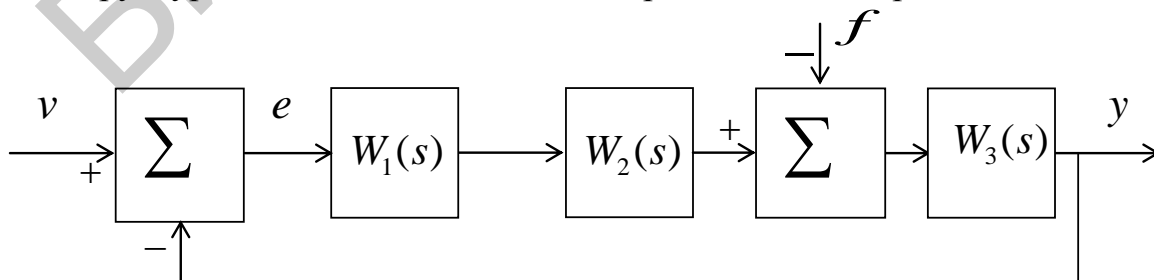 f
−
v
e
y
Σ
W₁(s)
W₂(s)
+
Σ
W₃(s)
+
−